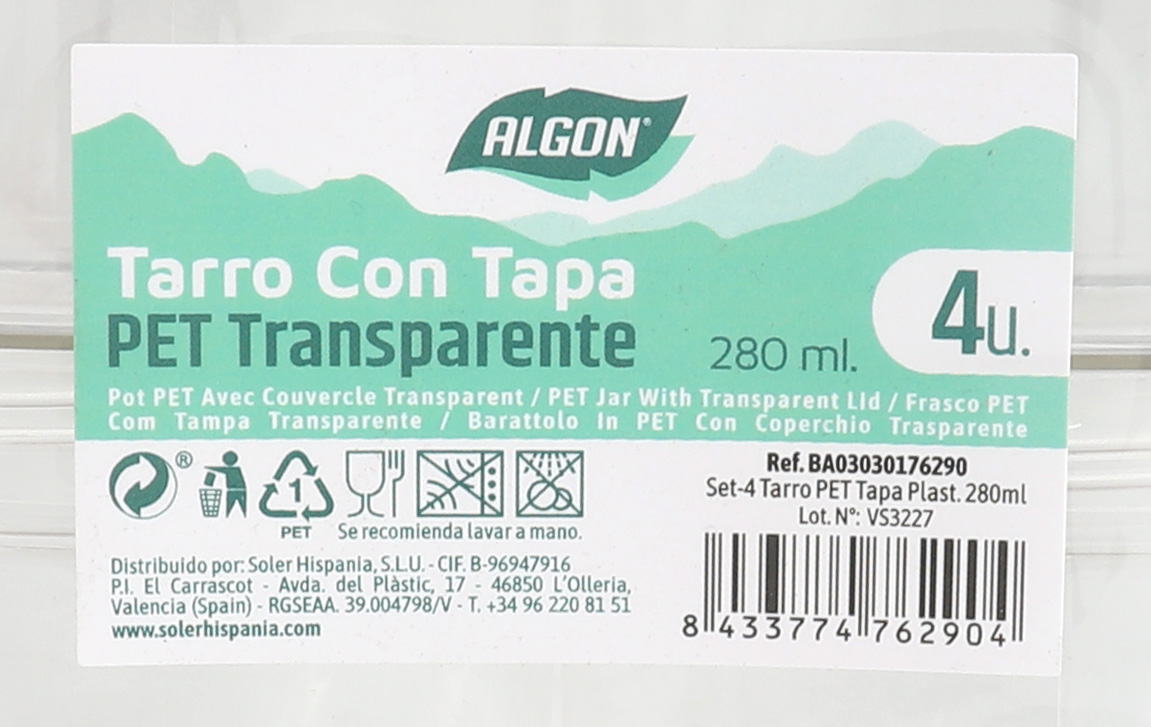 ALGON®
Tarro Con Tapa
PET Transparente
280 ml.
4u.
Pot PET Avec Couvercle Transparent / PET Jar With Transparent Lid / Frasco PET
Com Tampa Transparente / Barattolo In PET Con Coperchio Trasparente
®
1
PET
Se recomienda lavar a mano.
Distribuido por: Soler Hispania, S.L.U. - CIF. B-96947916
P.I. El Carrascot - Avda. del Plàstic, 17 - 46850 L'Olleria,
Valencia (Spain) - RGSEAA. 39.004798/V - T. +34 96 220 81 51
www.solerhispania.com
Ref. BA03030176290
Set-4 Tarro PET Tapa Plast. 280ml
Lot. Nº: VS3227
8 433774 762904